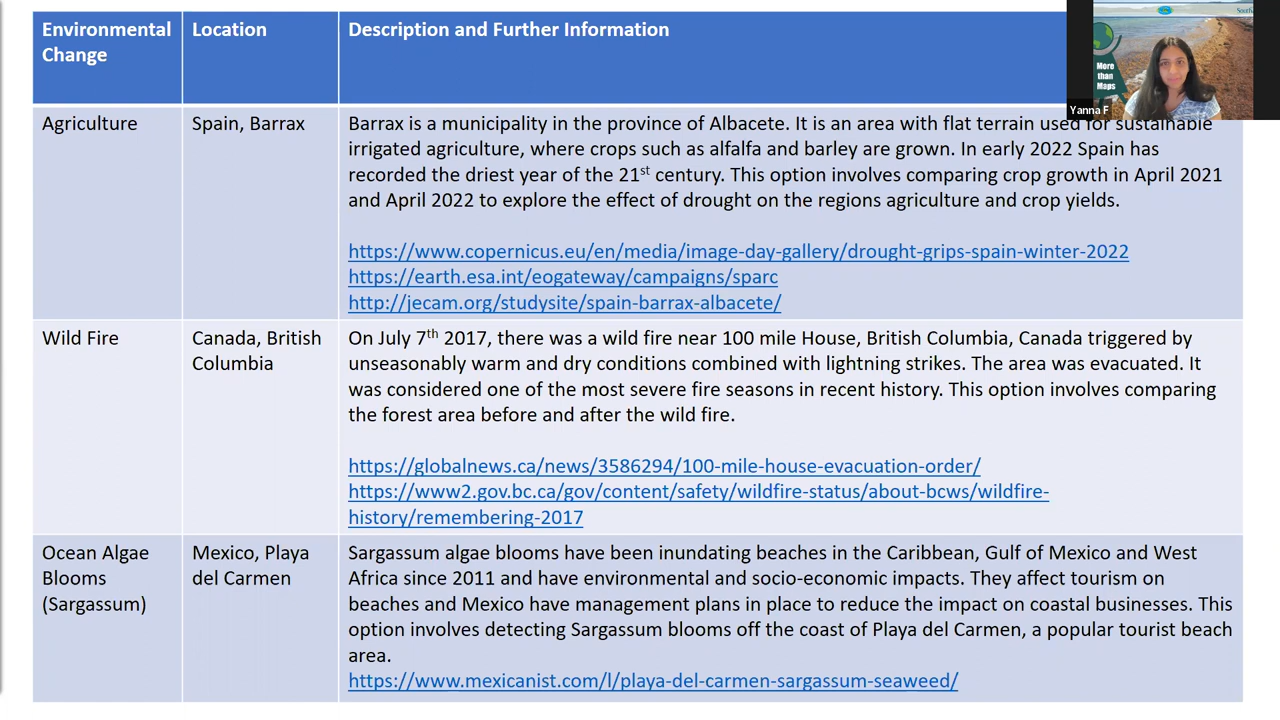 Environmental Change
Location
Description and Further Information
Agriculture
Spain, Barrax
Barrax is a municipality in the province of Albacete. It is an area with flat terrain used for sustainable
irrigated agriculture, where crops such as alfalfa and barley are grown. In early 2022 Spain has
recorded the driest year of the 21st century. This option involves comparing crop growth in April 2021
and April 2022 to explore the effect of drought on the regions agriculture and crop yields.
https://www.copernicus.eu/en/media/image-day-gallery/drought-grips-spain-winter-2022
https://earth.esa.int/eogateway/campaigns/sparc
http://jecam.org/studysite/spain-barrax-albacete/
Wild Fire
Canada, British
Columbia
On July 7th 2017, there was a wild fire near 100 mile House, British Columbia, Canada triggered by
unseasonably warm and dry conditions combined with lightning strikes. The area was evacuated. It
was considered one of the most severe fire seasons in recent history. This option involves comparing
the forest area before and after the wild fire.
https://globalnews.ca/news/3586294/100-mile-house-evacuation-order/
https://www2.gov.bc.ca/gov/content/safety/wildfire-status/about-bcws/wildfire-
history/remembering-2017
Ocean Algae
Blooms
(Sargassum)
Mexico, Playa
del Carmen
Sargassum algae blooms have been inundating beaches in the Caribbean, Gulf of Mexico and West
Africa since 2011 and have environmental and socio-economic impacts. They affect tourism on
beaches and Mexico have management plans in place to reduce the impact on coastal businesses. This
option involves detecting Sargassum blooms off the coast of Playa del Carmen, a popular tourist beach
area.
https://www.mexicanist.com/l/playa-del-carmen-sargassum-seaweed/
More
than
Maps
Yanna F